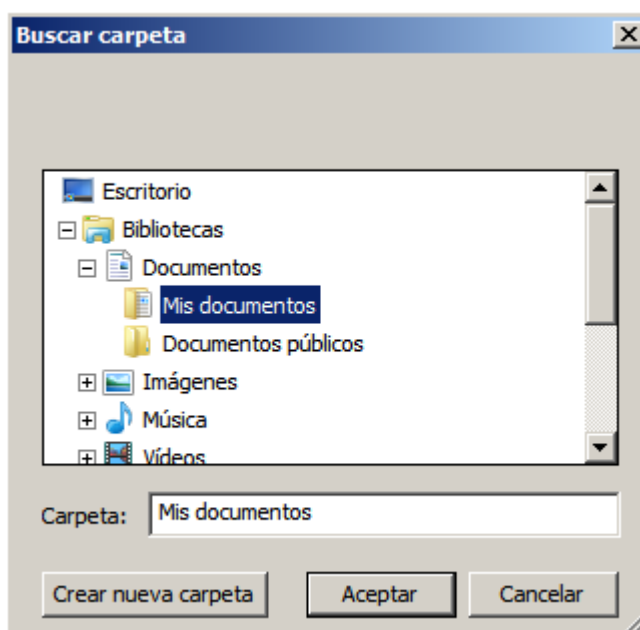 Buscar carpeta
Escritorio
Bibliotecas
Documentos
Mis documentos
Documentos públicos
Imágenes
Música
Vídeos
Carpeta: Mis documentos
Crear nueva carpeta Aceptar Cancelar